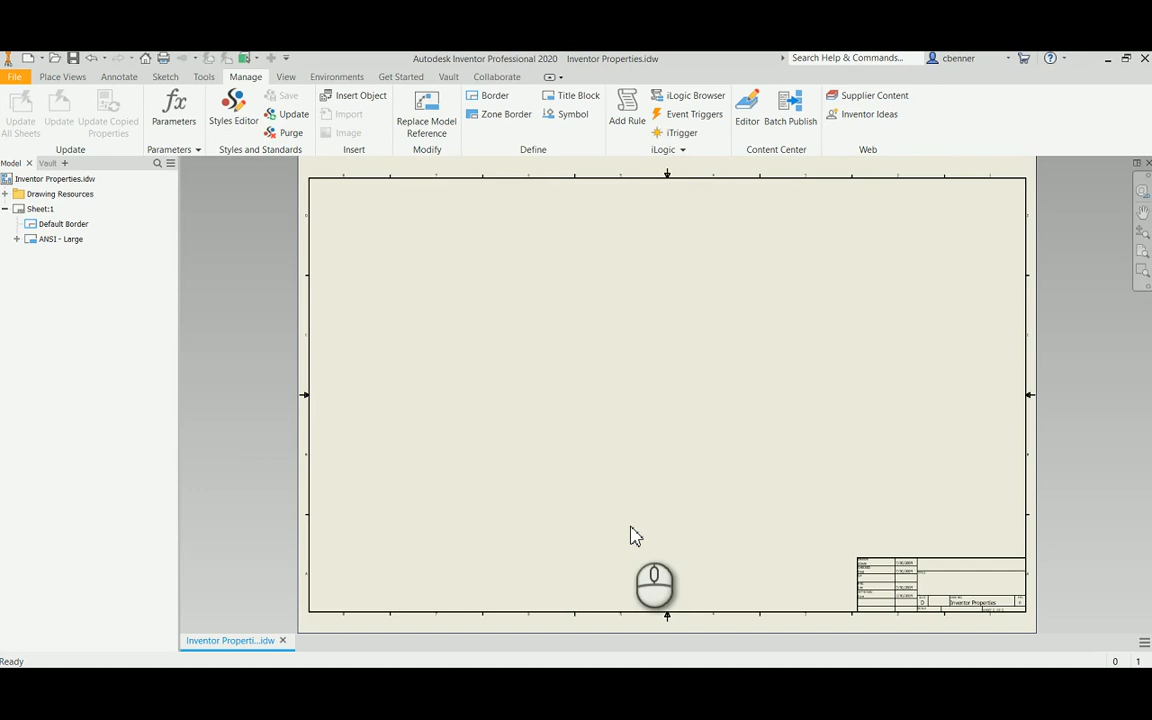 Autodesk Inventor Professional 2020 Inventor Properties.idw
Search Help & Commands...
cbenner
File Place Views Annotate Sketch Tools Manage View Environments Get Started Vault Collaborate
Update All Sheets
Update
Update Copied Properties
Update
fx
Parameters
Parameters
Styles Editor
Save
Update
Purge
Styles and Standards
Insert Object
Import
Image
Insert
Replace Model Reference
Modify
Border
Zone Border
Title Block
Symbol
Define
Add Rule
iLogic Browser
Event Triggers
iTrigger
iLogic
Editor
Batch Publish
Content Center
Supplier Content
Inventor Ideas
Web
Model
Vault
Inventor Properties.idw
Drawing Resources
Sheet:1
Default Border
ANSI - Large
D
Inventor Properties
Inventor Properti...idw
Ready
0 1